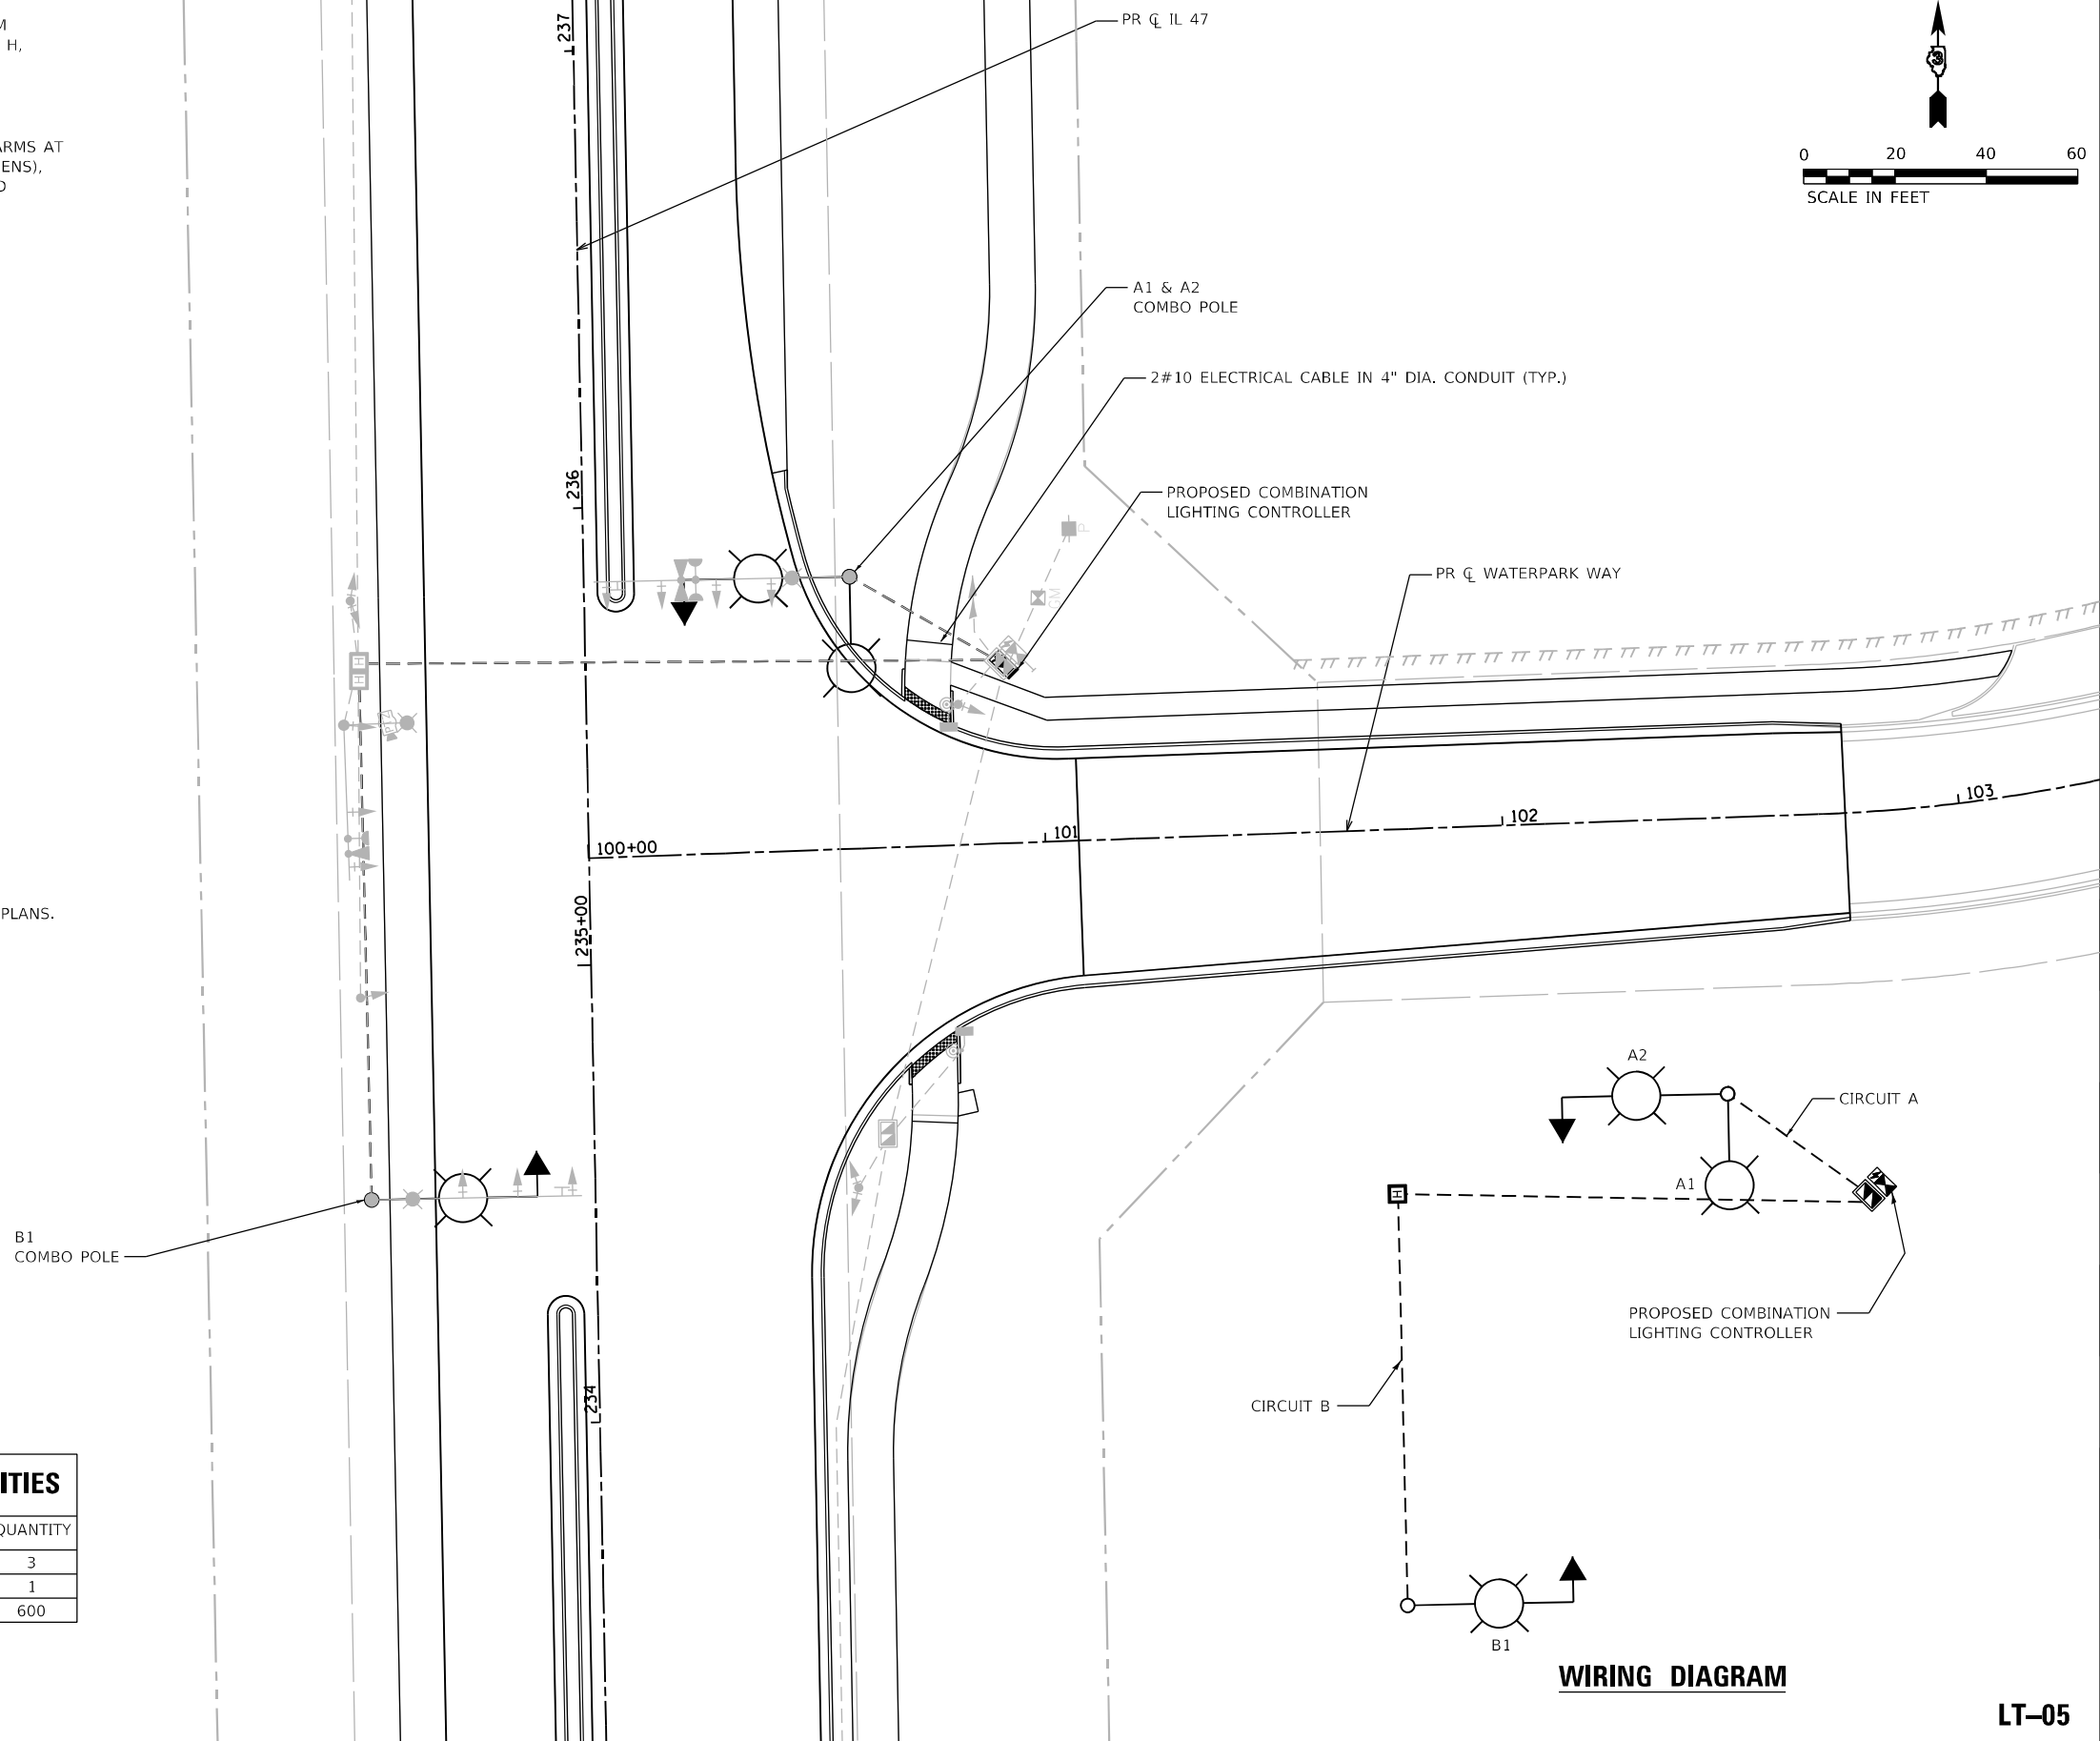 M
H,
ARMS AT
ENS),
D
PLANS.
237
PR ℄ IL 47
3
0 20 40 60
SCALE IN FEET
A1 & A2
COMBO POLE
2#10 ELECTRICAL CABLE IN 4" DIA. CONDUIT (TYP.)
236
PROPOSED COMBINATION
LIGHTING CONTROLLER
P
GM
PR ℄ WATERPARK WAY
H
H
PTZ
100+00
101
102
103
235+00
B1
COMBO POLE
234
ITIES
QUANTITY
3
1
600
A2
CIRCUIT A
A1
H
PROPOSED COMBINATION
LIGHTING CONTROLLER
CIRCUIT B
B1
WIRING DIAGRAM
LT-05